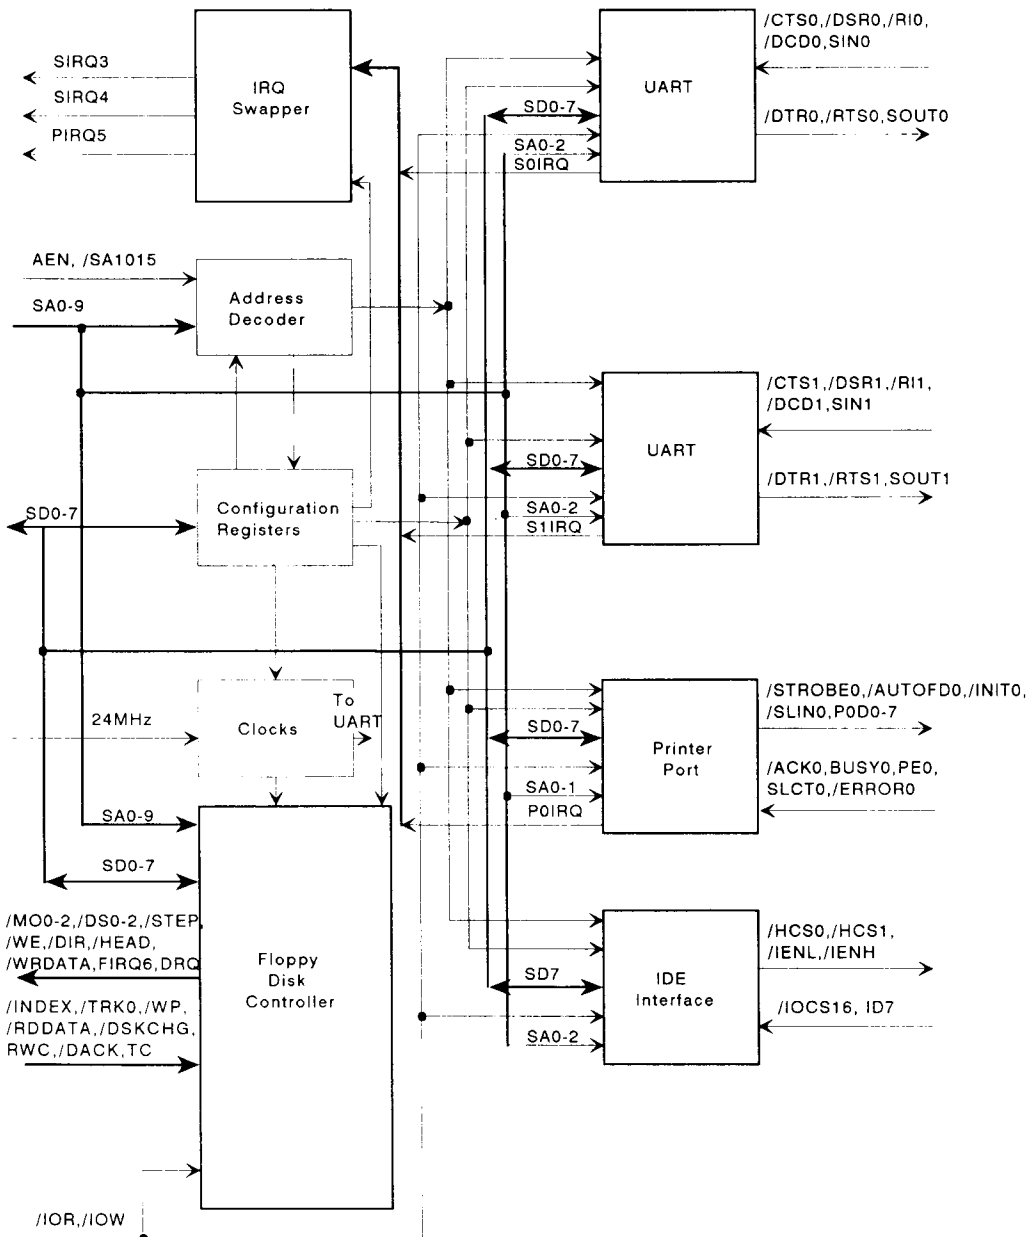 SIRQ3
SIRQ4
PIRQ5
IRQ
Swapper
/CTS0,/DSR0,/RI0,
/DCD0,SIN0
UART
SD0-7
/DTR0,/RTS0,SOUT0
SA0-2
S0IRQ
AEN, /SA1015
SA0-9
Address
Decoder
/CTS1,/DSR1,/RI1,
/DCD1,SIN1
UART
SD0-7
/DTR1,/RTS1,SOUT1
SA0-2
S1IRQ
SD0-7
Configuration
Registers
24MHz
Clocks
To
UART
/STROBE0,/AUTOFD0,/INIT0,
/SLIN0,P0D0-7
SD0-7
Printer
Port
/ACK0,BUSY0,PE0,
SLCT0,/ERROR0
SA0-1
P0IRQ
SA0-9
SD0-7
/MO0-2,/DS0-2,/STEP
/WE,/DIR,/HEAD,
/WRDATA,FIRQ6,DRQ
/INDEX,/TRK0,/WP,
/RDDATA,/DSKCHG,
RWC,/DACK,TC
Floppy
Disk
Controller
/HCS0,/HCS1,
/IENL,/IENH
SD7
IDE
Interface
/IOCS16, ID7
SA0-2
/IOR,/IOW